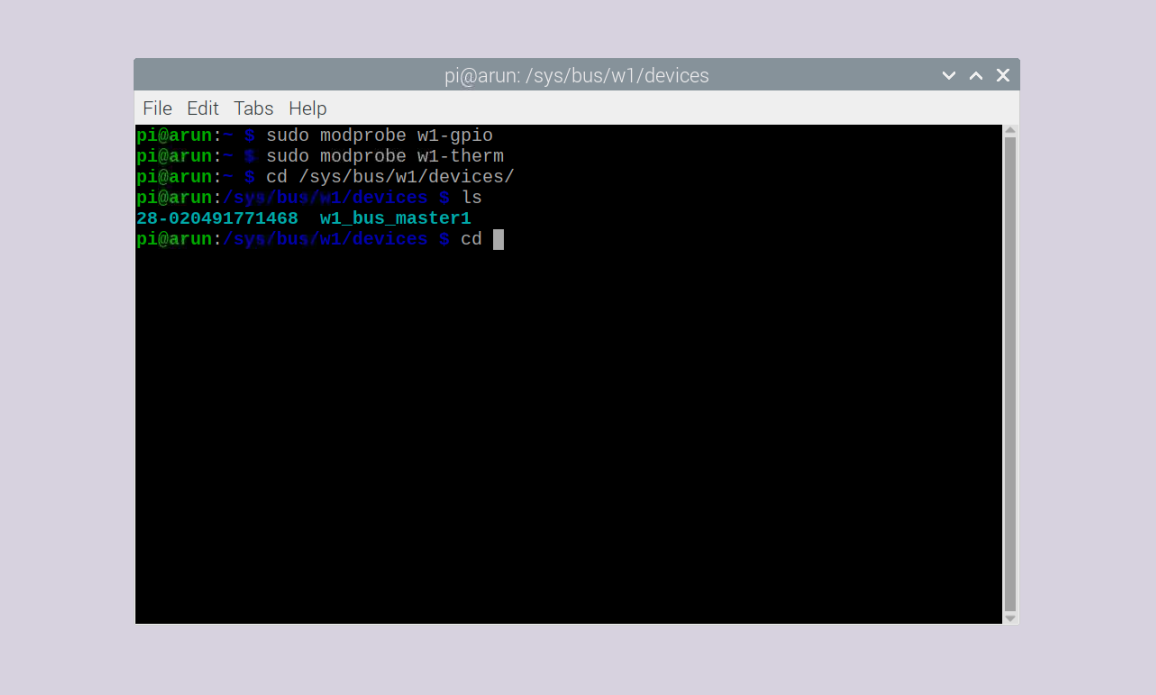 pi@arun: /sys/bus/w1/devices
File Edit Tabs Help
pi@arun:~ $ sudo modprobe w1-gpio
pi@arun:~ $ sudo modprobe w1-therm
pi@arun:~ $ cd /sys/bus/w1/devices/
pi@arun:/sys/bus/w1/devices $ ls
28-020491771468  w1_bus_master1
pi@arun:/sys/bus/w1/devices $ cd